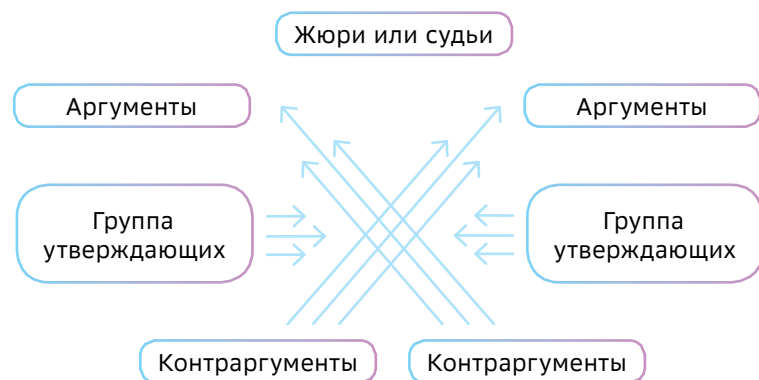 Жюри или судьи
Аргументы
Аргументы
Группа
утверждающих
Группа
утверждающих
Контраргументы
Контраргументы